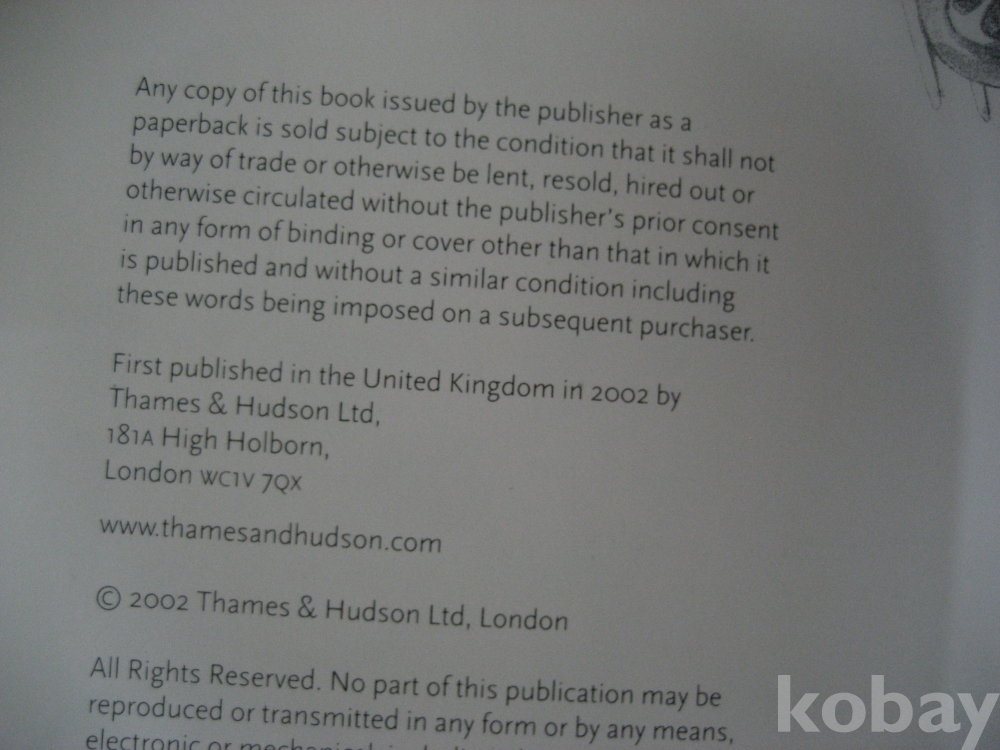 Any copy of this book issued by the publisher as a
paperback is sold subject to the condition that it shall not
by way of trade or otherwise be lent, resold, hired out or
otherwise circulated without the publisher's prior consent
in any form of binding or cover other than that in which it
is published and without a similar condition including
these words being imposed on a subsequent purchaser.
First published in the United Kingdom in 2002 by
Thames & Hudson Ltd,
181A High Holborn,
London WC1V 7QX
www.thamesandhudson.com
© 2002 Thames & Hudson Ltd, London
All Rights Reserved. No part of this publication may be
reproduced or transmitted in any form or by any means,
electronic or
kobay